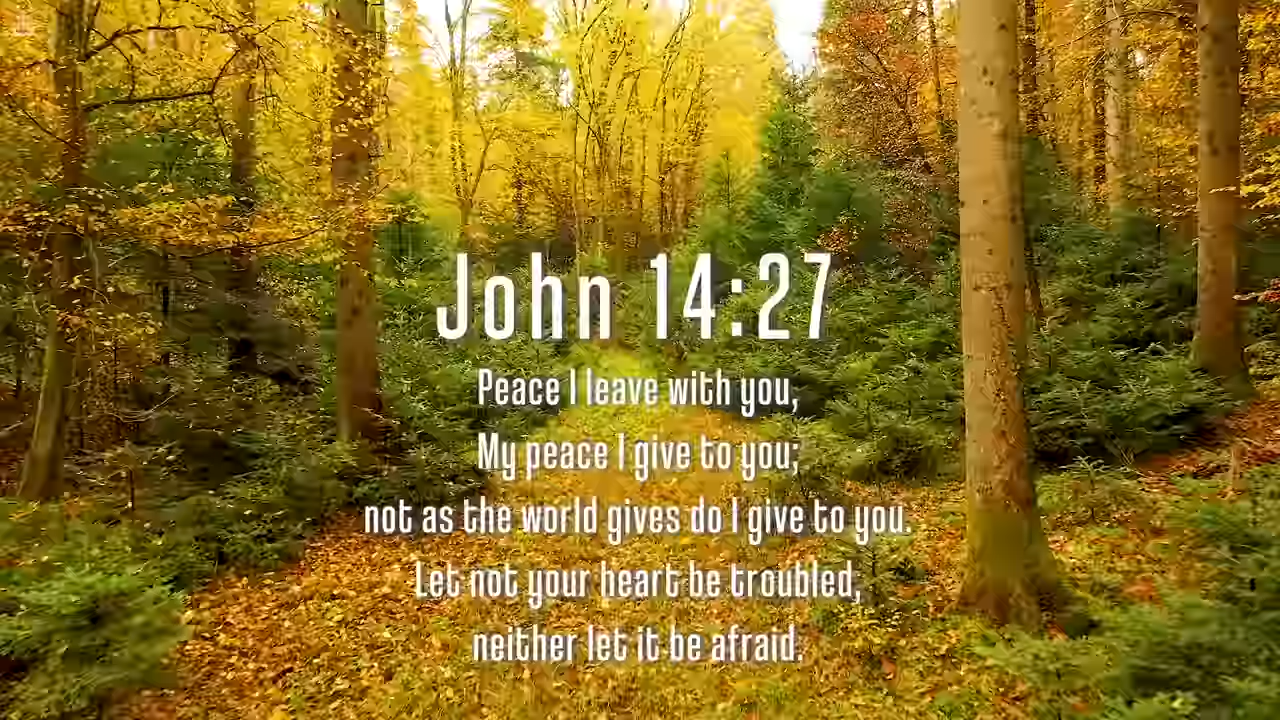 John 14:27
Peace I leave with you,
My peace I give to you;
not as the world gives do I give to you.
Let not your heart be troubled,
neither let it be afraid.